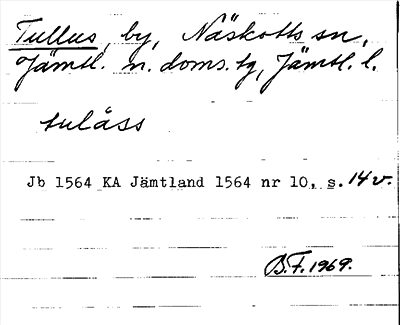 Tullus, by, Näskotts sn,
Jämtl. n. doms. tg, Jämtl. l.
tulåss
Jb 1564 KA Jämtland 1564 nr 10, s. 14v.
B.F. 1969.